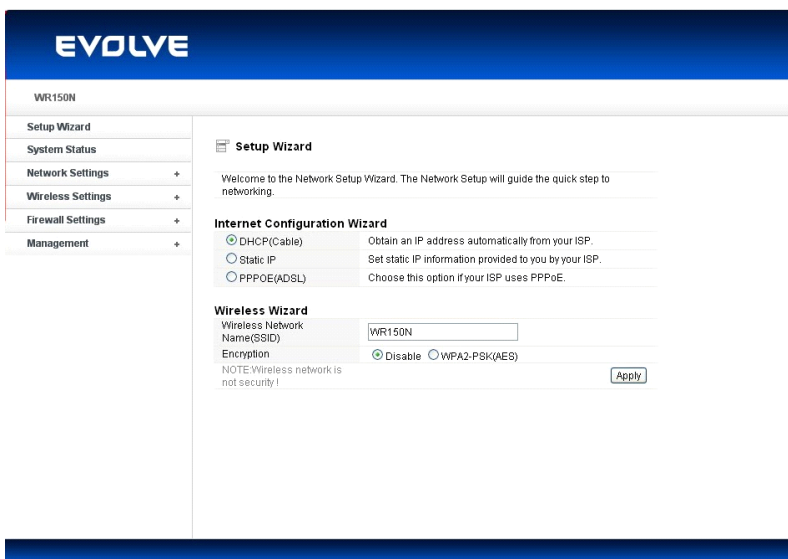 EVOLVE
WR150N
Setup Wizard
System Status
Network Settings +
Wireless Settings +
Firewall Settings +
Management +
Setup Wizard
Welcome to the Network Setup Wizard. The Network Setup will guide the quick step to
networking.
Internet Configuration Wizard
DHCP(Cable) Obtain an IP address automatically from your ISP.
Static IP Set static IP information provided to you by your ISP.
PPPOE(ADSL) Choose this option if your ISP uses PPPoE.
Wireless Wizard
Wireless Network
Name(SSID) WR150N
Encryption Disable WPA2-PSK(AES)
NOTE:Wireless network is
not security !
Apply